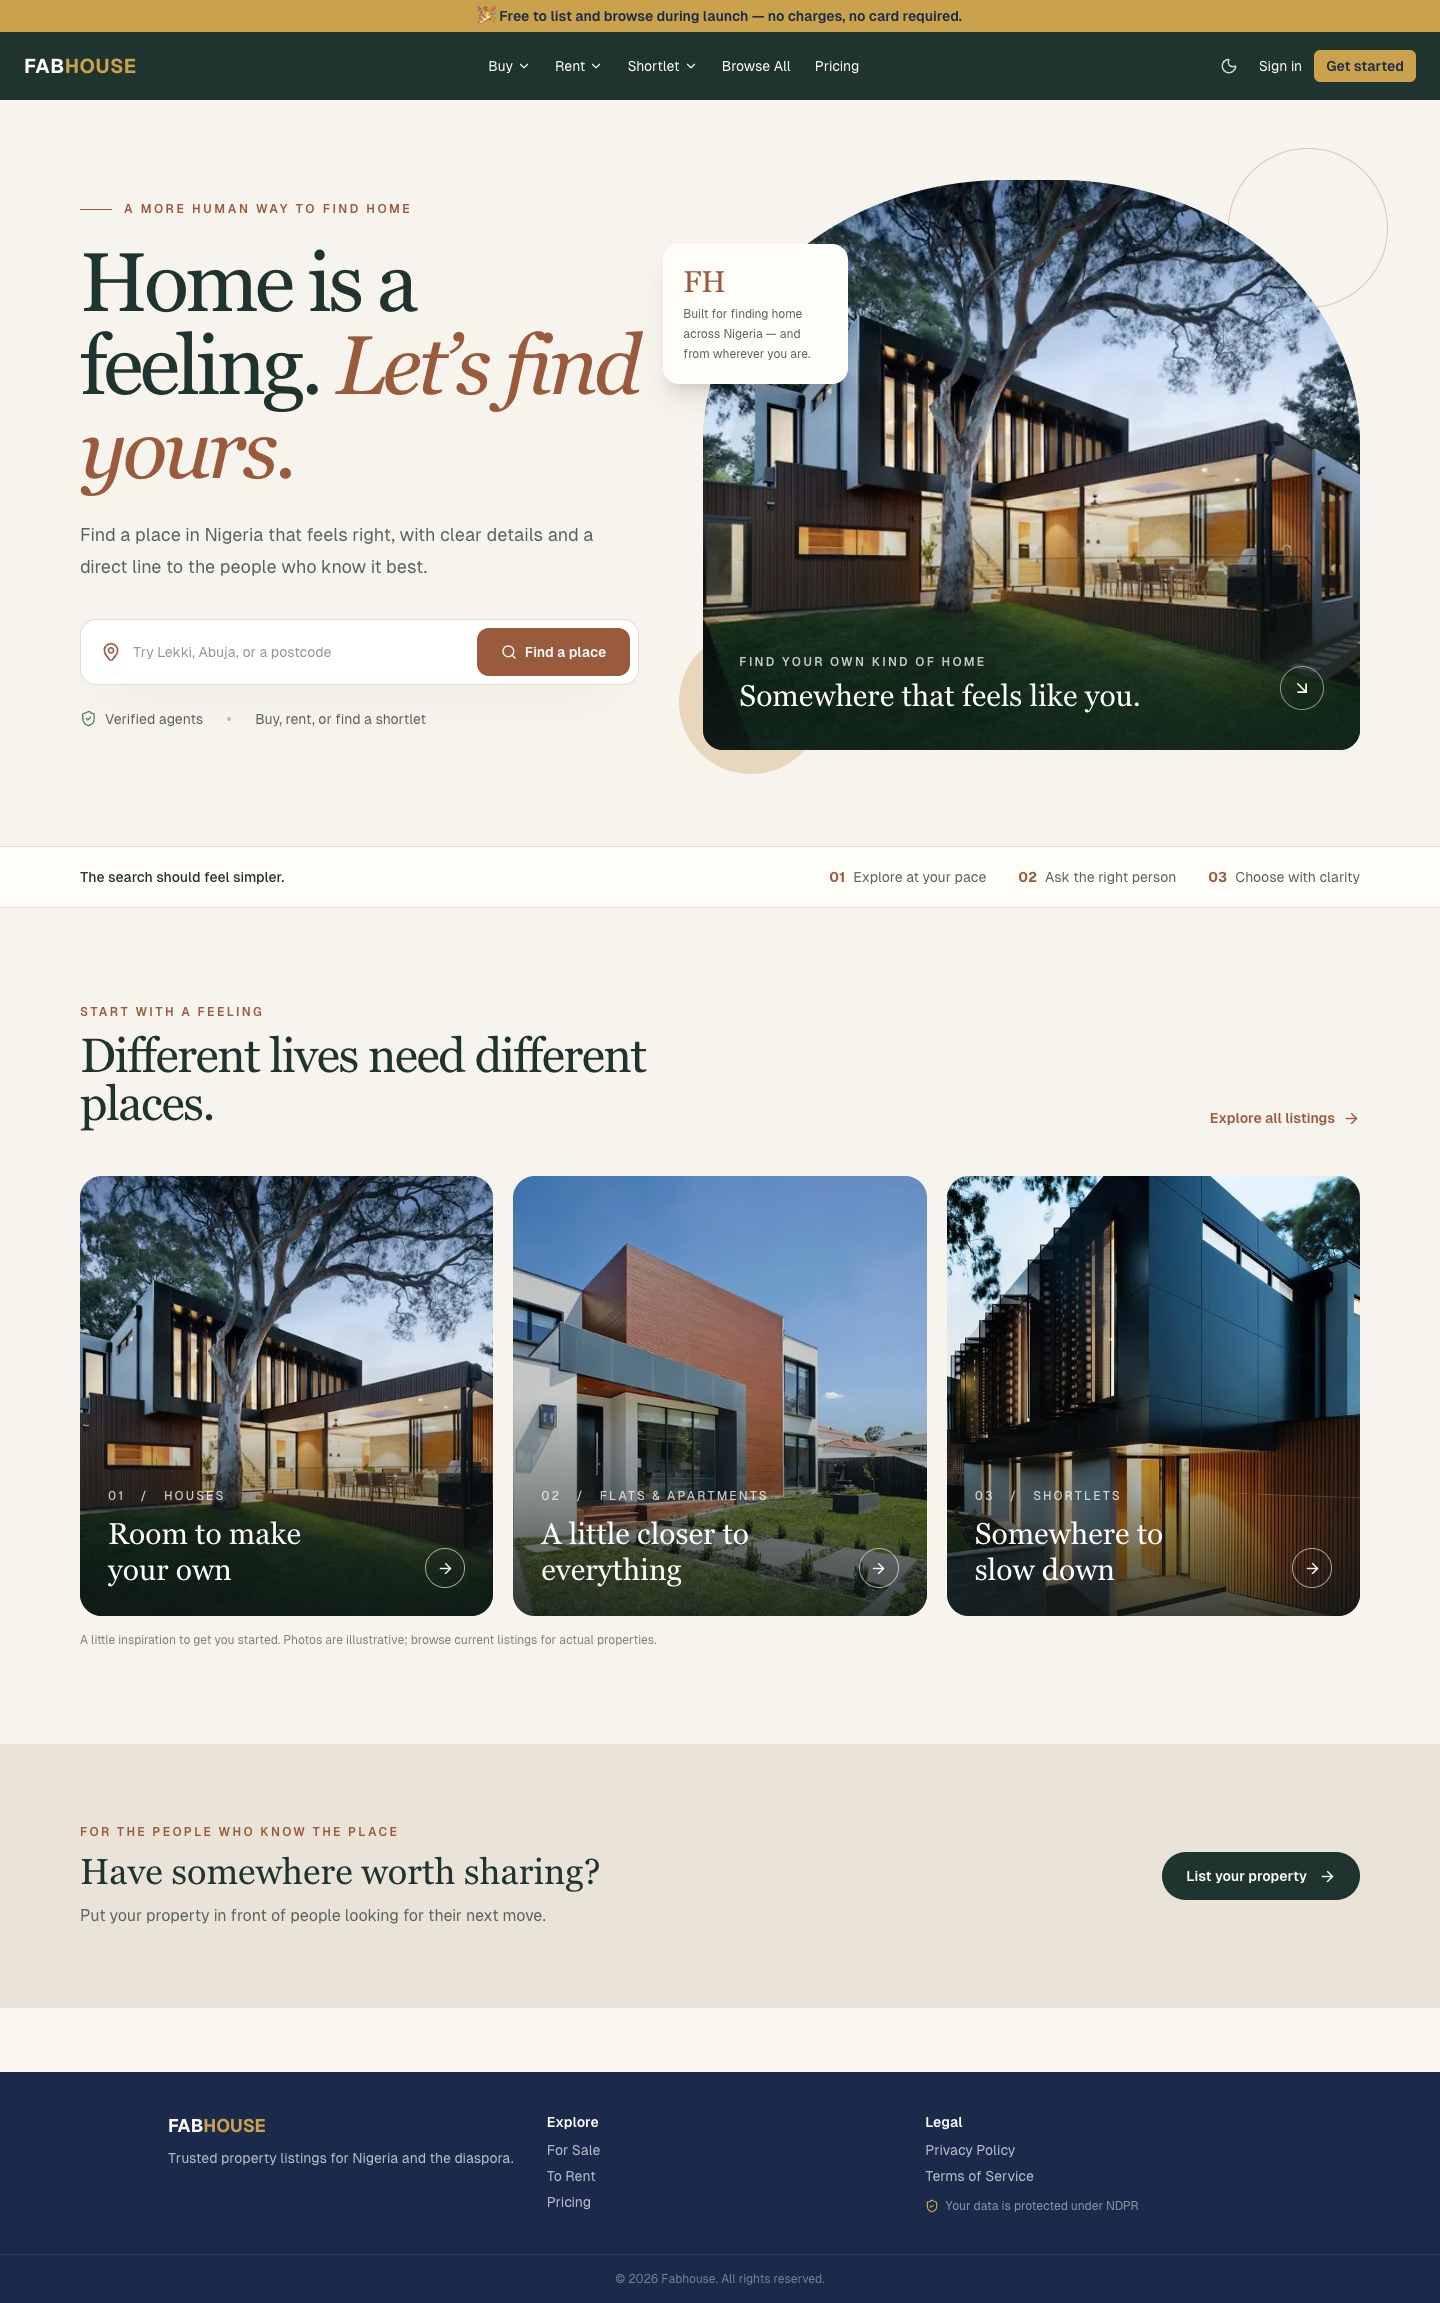 🎉 Free to list and browse during launch — no charges, no card required.
FABHOUSE
Buy
Rent
Shortlet
Browse All
Pricing
Sign in
Get started
A MORE HUMAN WAY TO FIND HOME
Home is a
feeling. Let’s find
yours.
Find a place in Nigeria that feels right, with clear details and a
direct line to the people who know it best.
Try Lekki, Abuja, or a postcode
Find a place
Verified agents
Buy, rent, or find a shortlet
FH
Built for finding home
across Nigeria — and
from wherever you are.
FIND YOUR OWN KIND OF HOME
Somewhere that feels like you.
The search should feel simpler.
01 Explore at your pace
02 Ask the right person
03 Choose with clarity
START WITH A FEELING
Different lives need different
places.
Explore all listings
01 / HOUSES
Room to make
your own
02 / FLATS & APARTMENTS
A little closer to
everything
03 / SHORTLETS
Somewhere to
slow down
A little inspiration to get you started. Photos are illustrative; browse current listings for actual properties.
FOR THE PEOPLE WHO KNOW THE PLACE
Have somewhere worth sharing?
Put your property in front of people looking for their next move.
List your property
FABHOUSE
Trusted property listings for Nigeria and the diaspora.
Explore
For Sale
To Rent
Pricing
Legal
Privacy Policy
Terms of Service
Your data is protected under NDPR
© 2026 Fabhouse. All rights reserved.